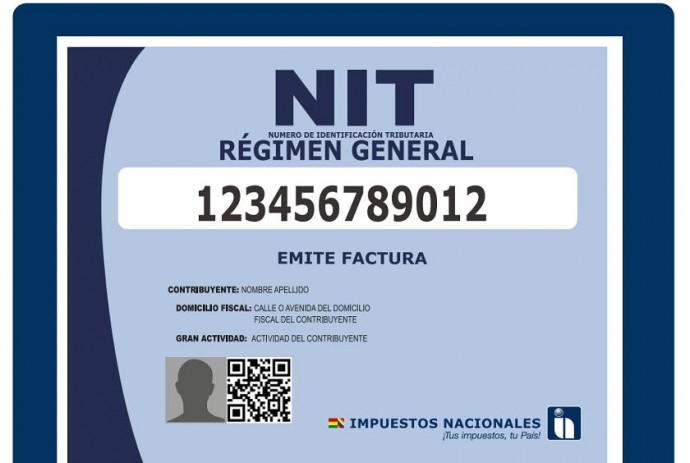 NIT
NUMERO DE IDENTIFICACIÓN TRIBUTARIA
RÉGIMEN GENERAL
123456789012
EMITE FACTURA
CONTRIBUYENTE: NOMBRE APELLIDO
DOMICILIO FISCAL: CALLE O AVENIDA DEL DOMICILIO
FISCAL DEL CONTRIBUYENTE
GRAN ACTIVIDAD: ACTIVIDAD DEL CONTRIBUYENTE
IMPUESTOS NACIONALES
¡Tus impuestos, tu País!